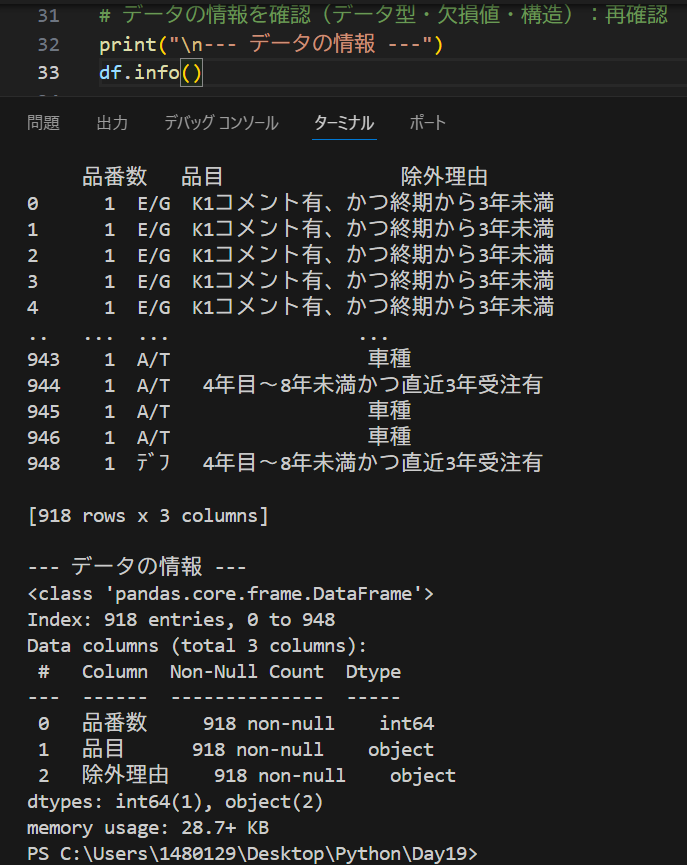 31 # データの情報を確認（データ型・欠損値・構造）：再確認
32 print("\n--- データの情報 ---")
33 df.info()
問題 出力 デバッグ コンソール ターミナル ポート
品番数 品目 除外理由
0 1 E/G K1コメント有、かつ終期から3年未満
1 1 E/G K1コメント有、かつ終期から3年未満
2 1 E/G K1コメント有、かつ終期から3年未満
3 1 E/G K1コメント有、かつ終期から3年未満
4 1 E/G K1コメント有、かつ終期から3年未満
.. ... ... ...
943 1 A/T 車種
944 1 A/T 4年目～8年未満かつ直近3年受注有
945 1 A/T 車種
946 1 A/T 車種
948 1 ﾃﾞﾌ 4年目～8年未満かつ直近3年受注有
[918 rows x 3 columns]
--- データの情報 ---
<class 'pandas.core.frame.DataFrame'>
Index: 918 entries, 0 to 948
Data columns (total 3 columns):
# Column Non-Null Count Dtype
--- ------ -------------- -----
0 品番数 918 non-null int64
1 品目 918 non-null object
2 除外理由 918 non-null object
dtypes: int64(1), object(2)
memory usage: 28.7+ KB
PS C:\Users\1480129\Desktop\Python\Day19>